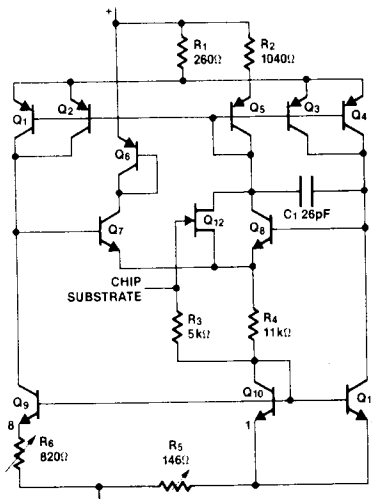 +
R1
260Ω
R2
1040Ω
Q1
Q2
Q5
Q3
Q4
Q6
Q7
Q12
Q8
C1 26pF
CHIP
SUBSTRATE
R3
5kΩ
R4
11kΩ
Q9
Q10
Q1
8
1
R6
820Ω
R5
146Ω